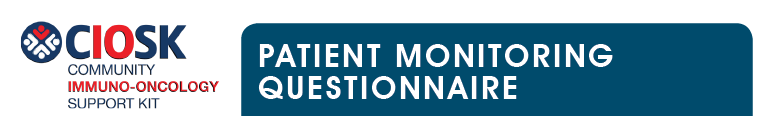 CIOSK
COMMUNITY
IMMUNO-ONCOLOGY
SUPPORT KIT
PATIENT MONITORING
QUESTIONNAIRE